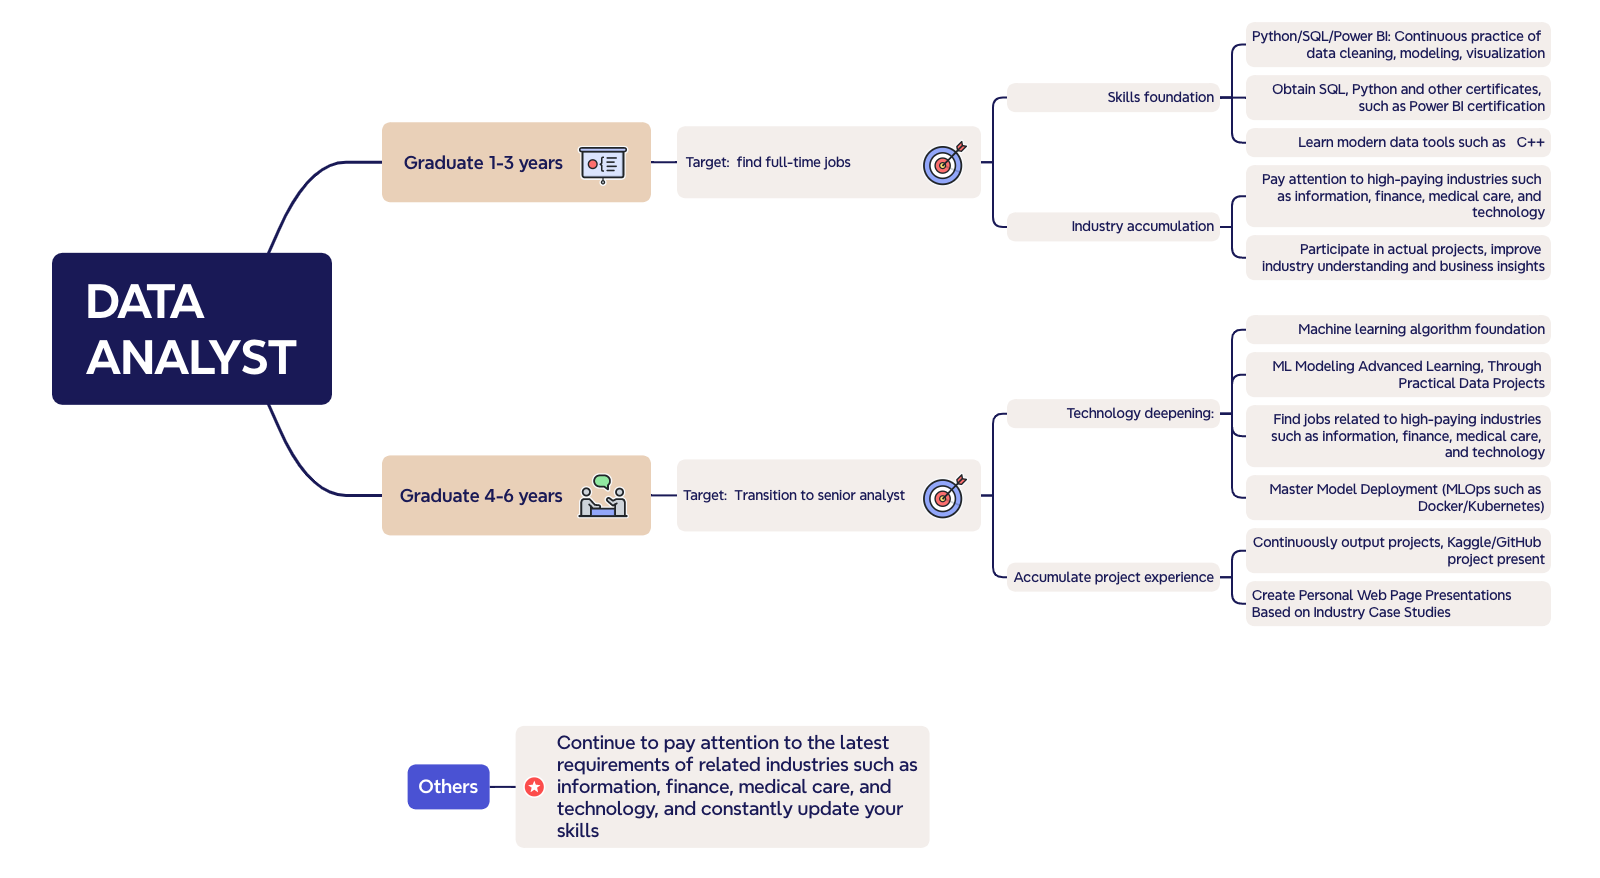 DATA
ANALYST
Graduate 1-3 years
Target:  find full-time jobs
Skills foundation
Python/SQL/Power BI: Continuous practice of
data cleaning, modeling, visualization
Obtain SQL, Python and other certificates,
such as Power BI certification
Learn modern data tools such as   C++
Industry accumulation
Pay attention to high-paying industries such
as information, finance, medical care, and
technology
Participate in actual projects, improve
industry understanding and business insights
Graduate 4-6 years
Target:  Transition to senior analyst
Technology deepening:
Machine learning algorithm foundation
ML Modeling Advanced Learning, Through
Practical Data Projects
Find jobs related to high-paying industries
such as information, finance, medical care,
and technology
Master Model Deployment (MLOps such as
Docker/Kubernetes)
Accumulate project experience
Continuously output projects, Kaggle/GitHub
project present
Create Personal Web Page Presentations
Based on Industry Case Studies
Others
Continue to pay attention to the latest
requirements of related industries such as
information, finance, medical care, and
technology, and constantly update your
skills